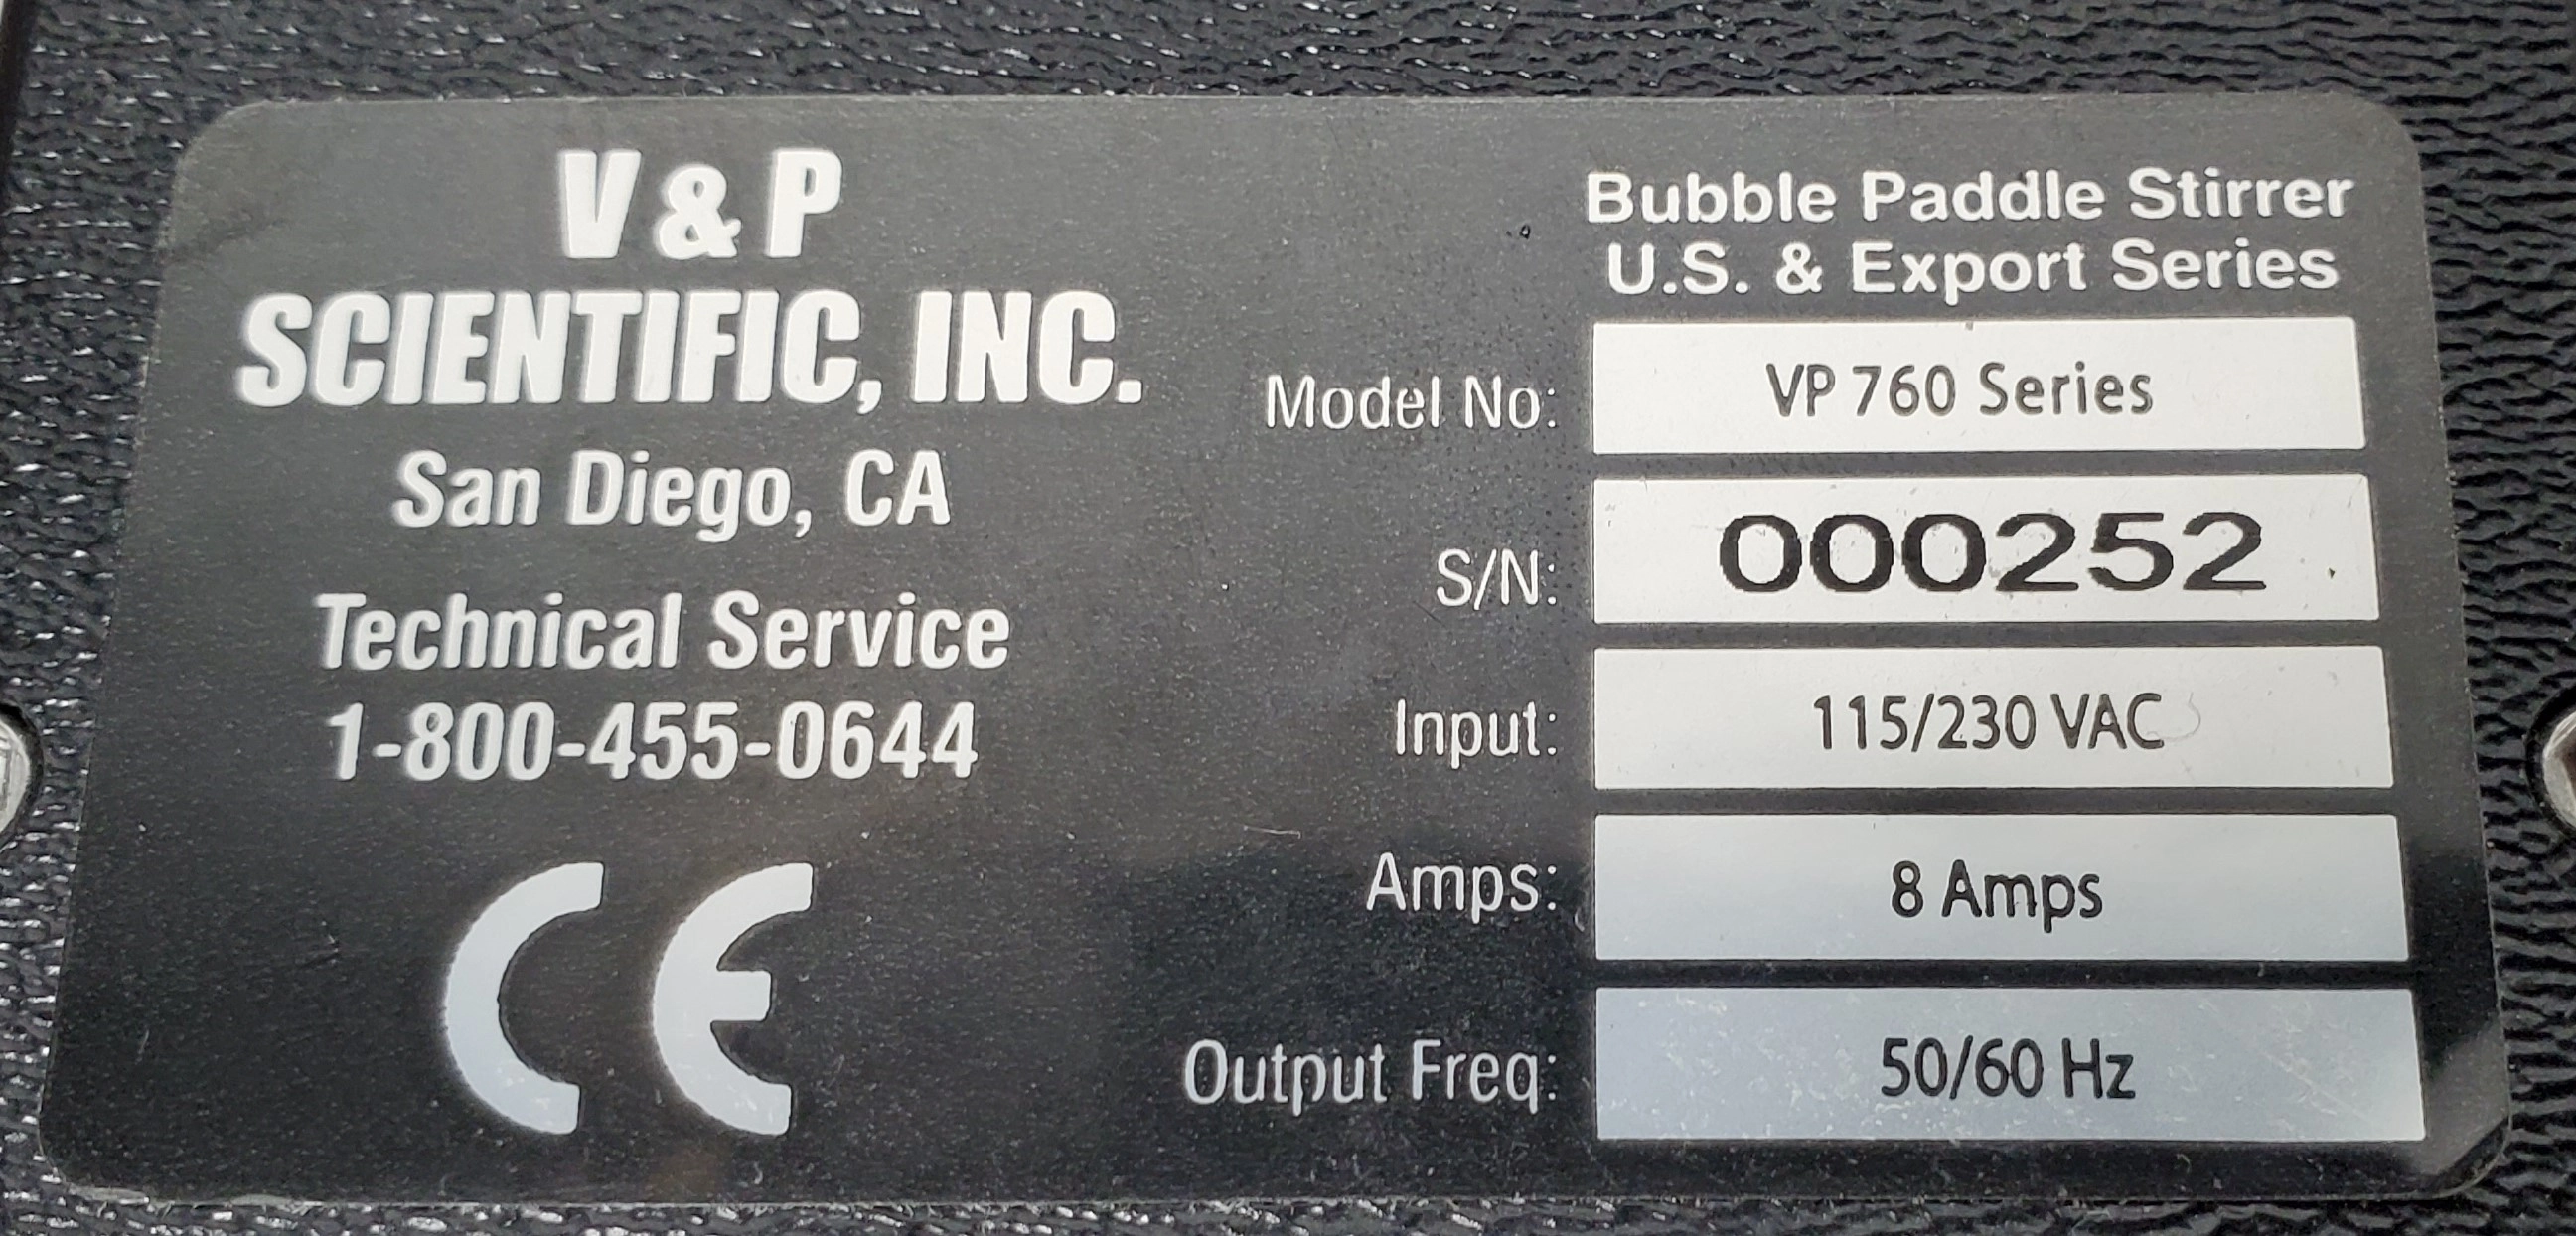 V & P
SCIENTIFIC, INC.
San Diego, CA
Technical Service
1-800-455-0644
CE
Bubble Paddle Stirrer
U.S. & Export Series
Model No: VP 760 Series
S/N: 000252
Input: 115/230 VAC
Amps: 8 Amps
Output Freq: 50/60 Hz